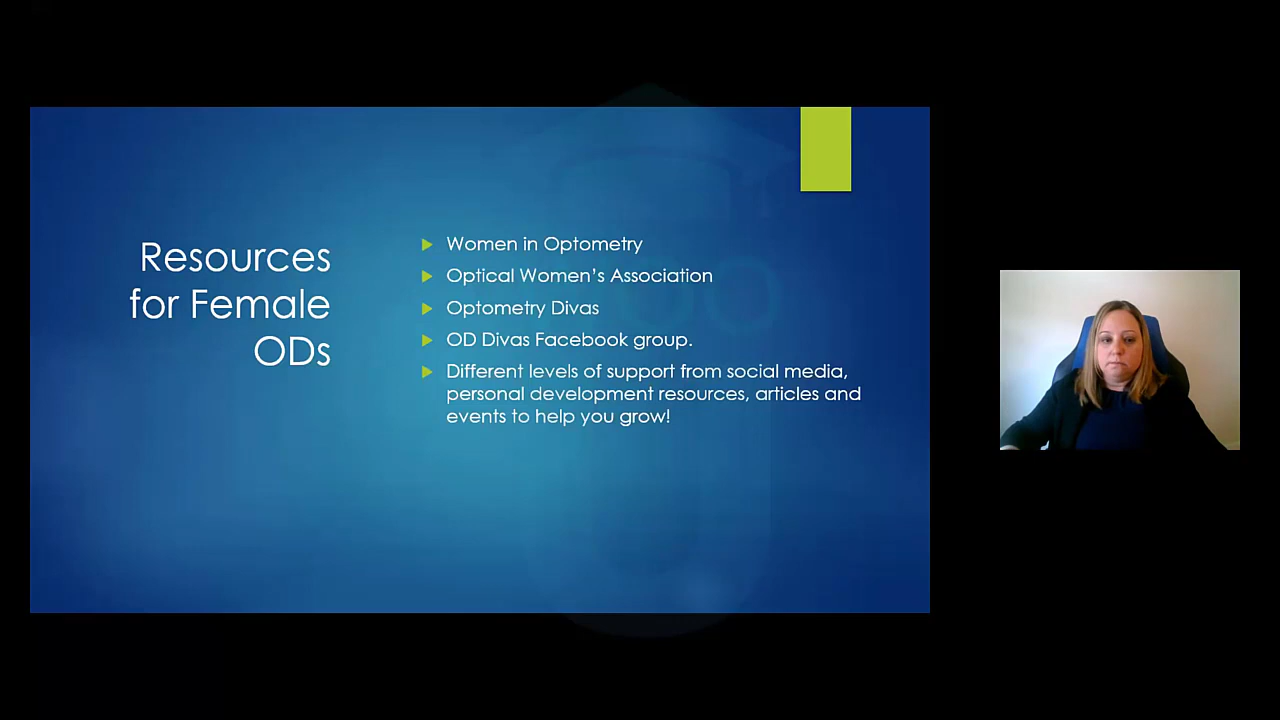 Resources
for Female
ODs
Women in Optometry
Optical Women's Association
Optometry Divas
OD Divas Facebook group.
Different levels of support from social media,
personal development resources, articles and
events to help you grow!